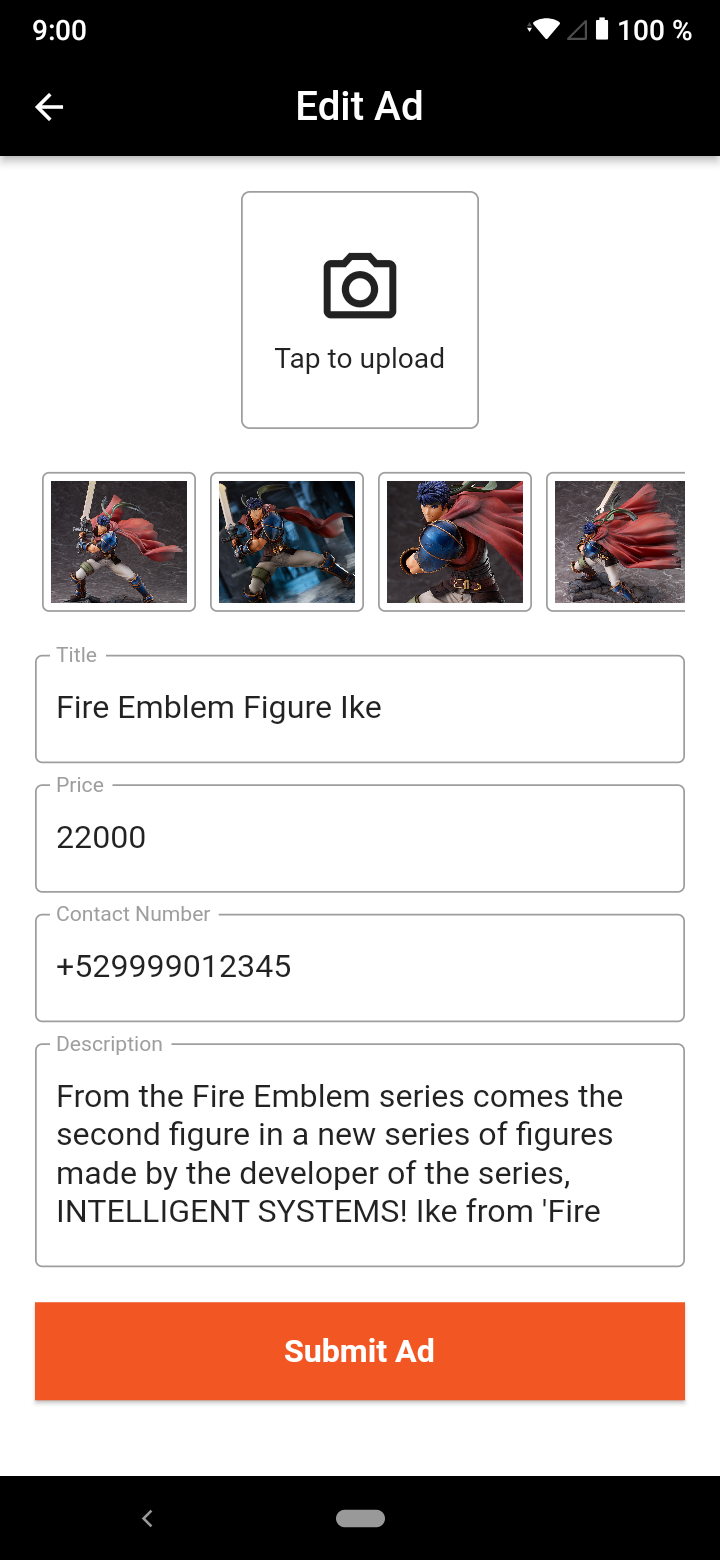 9:00
100 %
Edit Ad
Tap to upload
Title
Fire Emblem Figure Ike
Price
22000
Contact Number
+529999012345
Description
From the Fire Emblem series comes the
second figure in a new series of figures
made by the developer of the series,
INTELLIGENT SYSTEMS! Ike from 'Fire
Submit Ad